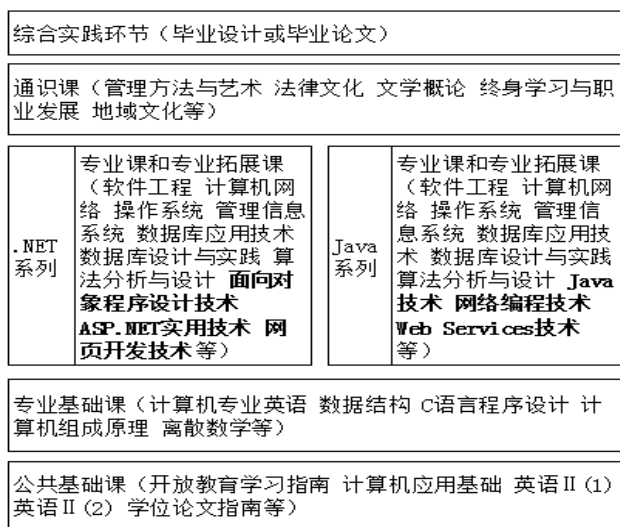 综合实践环节（毕业设计或毕业论文）
通识课（管理方法与艺术 法律文化 文学概论 终身学习与职
业发展 地域文化等）
.NET
系列
专业课和专业拓展课
（软件工程 计算机网
络 操作系统 管理信息
系统 数据库应用技术
数据库设计与实践 算
法分析与设计 面向对
象程序设计技术
ASP.NET实用技术 网
页开发技术等）
Java
系列
专业课和专业拓展课
（软件工程 计算机网
络 操作系统 管理信
息系统 数据库应用技
术 数据库设计与实践
算法分析与设计 Java
技术 网络编程技术
Web Services技术
等）
专业基础课（计算机专业英语 数据结构 C语言程序设计 计
算机组成原理 离散数学等）
公共基础课（开放教育学习指南 计算机应用基础 英语Ⅱ(1)
英语Ⅱ(2) 学位论文指南等）